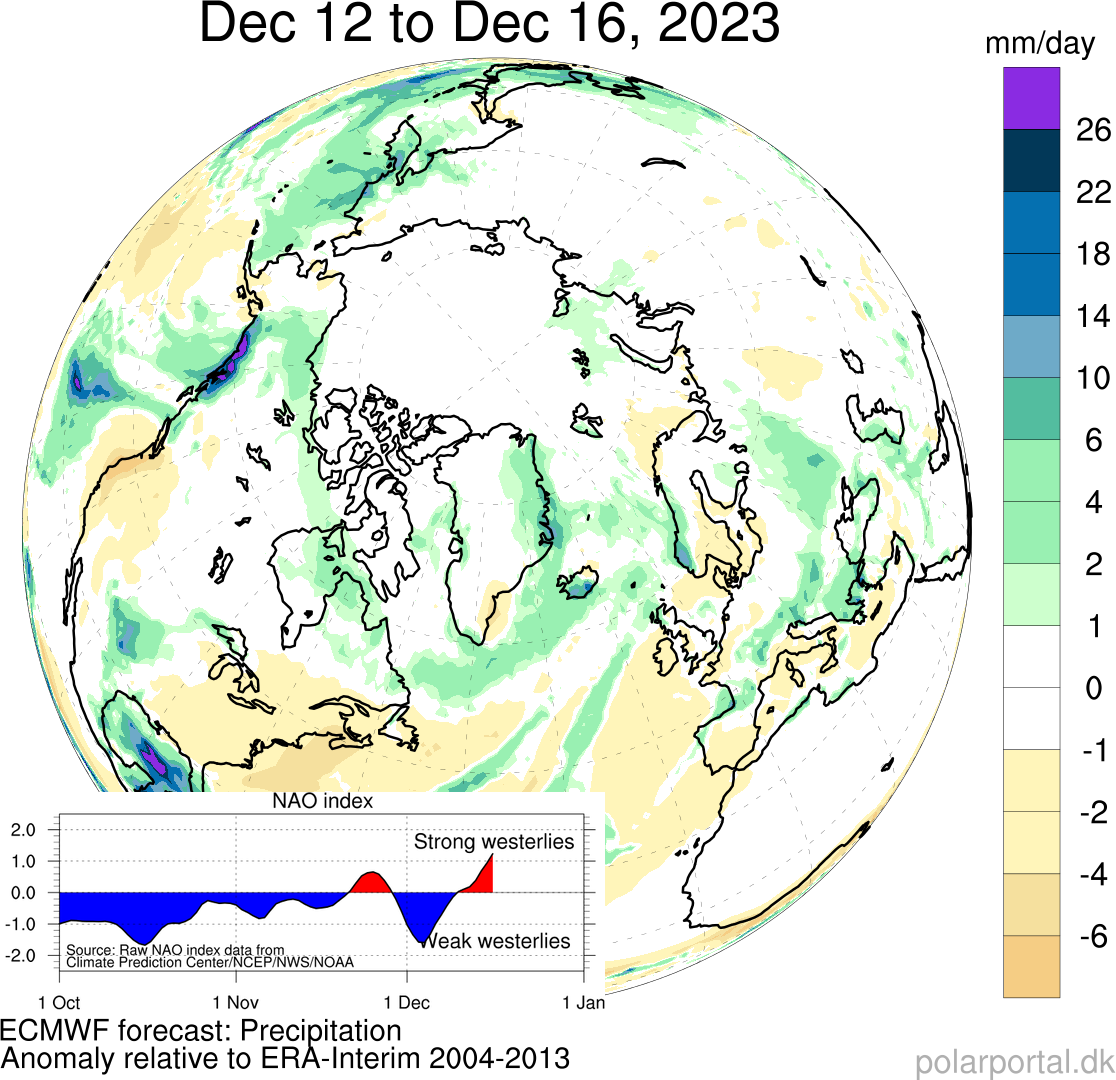 Dec 12 to Dec 16, 2023
mm/day
26
22
18
14
10
6
4
2
1
0
-1
-2
-4
-6
NAO index
2.0
1.0
0.0
-1.0
-2.0
Strong westerlies
Weak westerlies
Source: Raw NAO index data from
Climate Prediction Center/NCEP/NWS/NOAA
1 Oct 1 Nov 1 Dec 1 Jan
ECMWF forecast: Precipitation
Anomaly relative to ERA-Interim 2004-2013
polarportal.dk